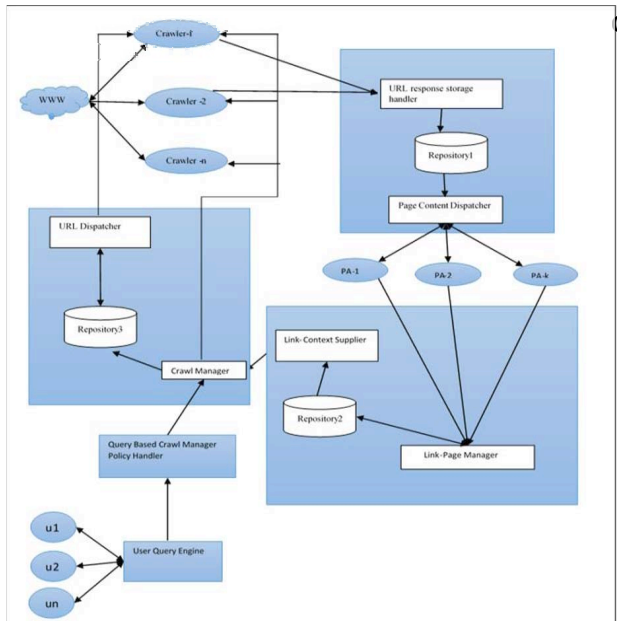 Crawler-f
WWW
Crawler -2
Crawler -n
URL response storage
handler
Repository1
Page Content Dispatcher
PA-1
PA-2
PA-k
URL Dispatcher
Repository3
Crawl Manager
Link- Context Supplier
Repository2
Link-Page Manager
Query Based Crawl Manager
Policy Handler
User Query Engine
u1
u2
un